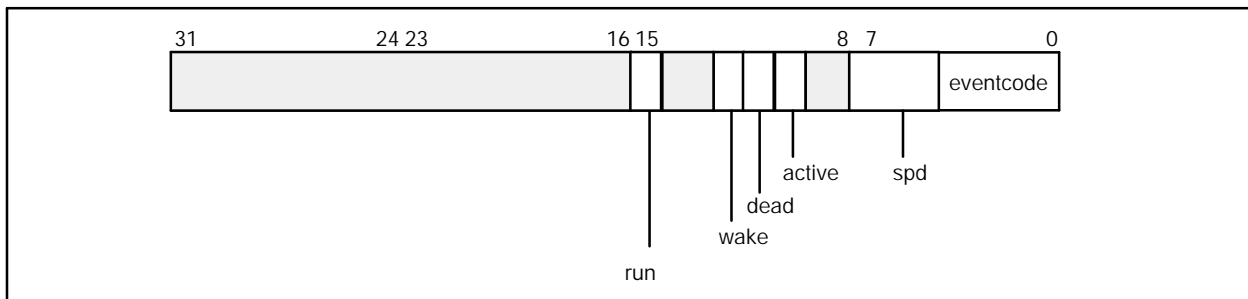 31 24 23 16 15 8 7 0
eventcode
active spd
dead
wake
run